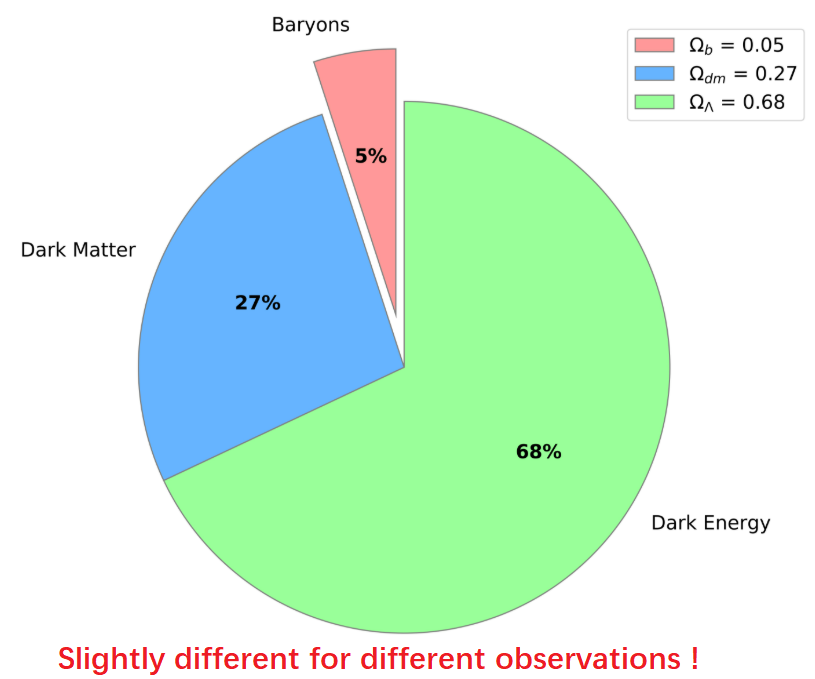 Baryons
Ω_b = 0.05
Ω_dm = 0.27
Ω_Λ = 0.68
5%
Dark Matter
27%
68%
Dark Energy
Slightly different for different observations !